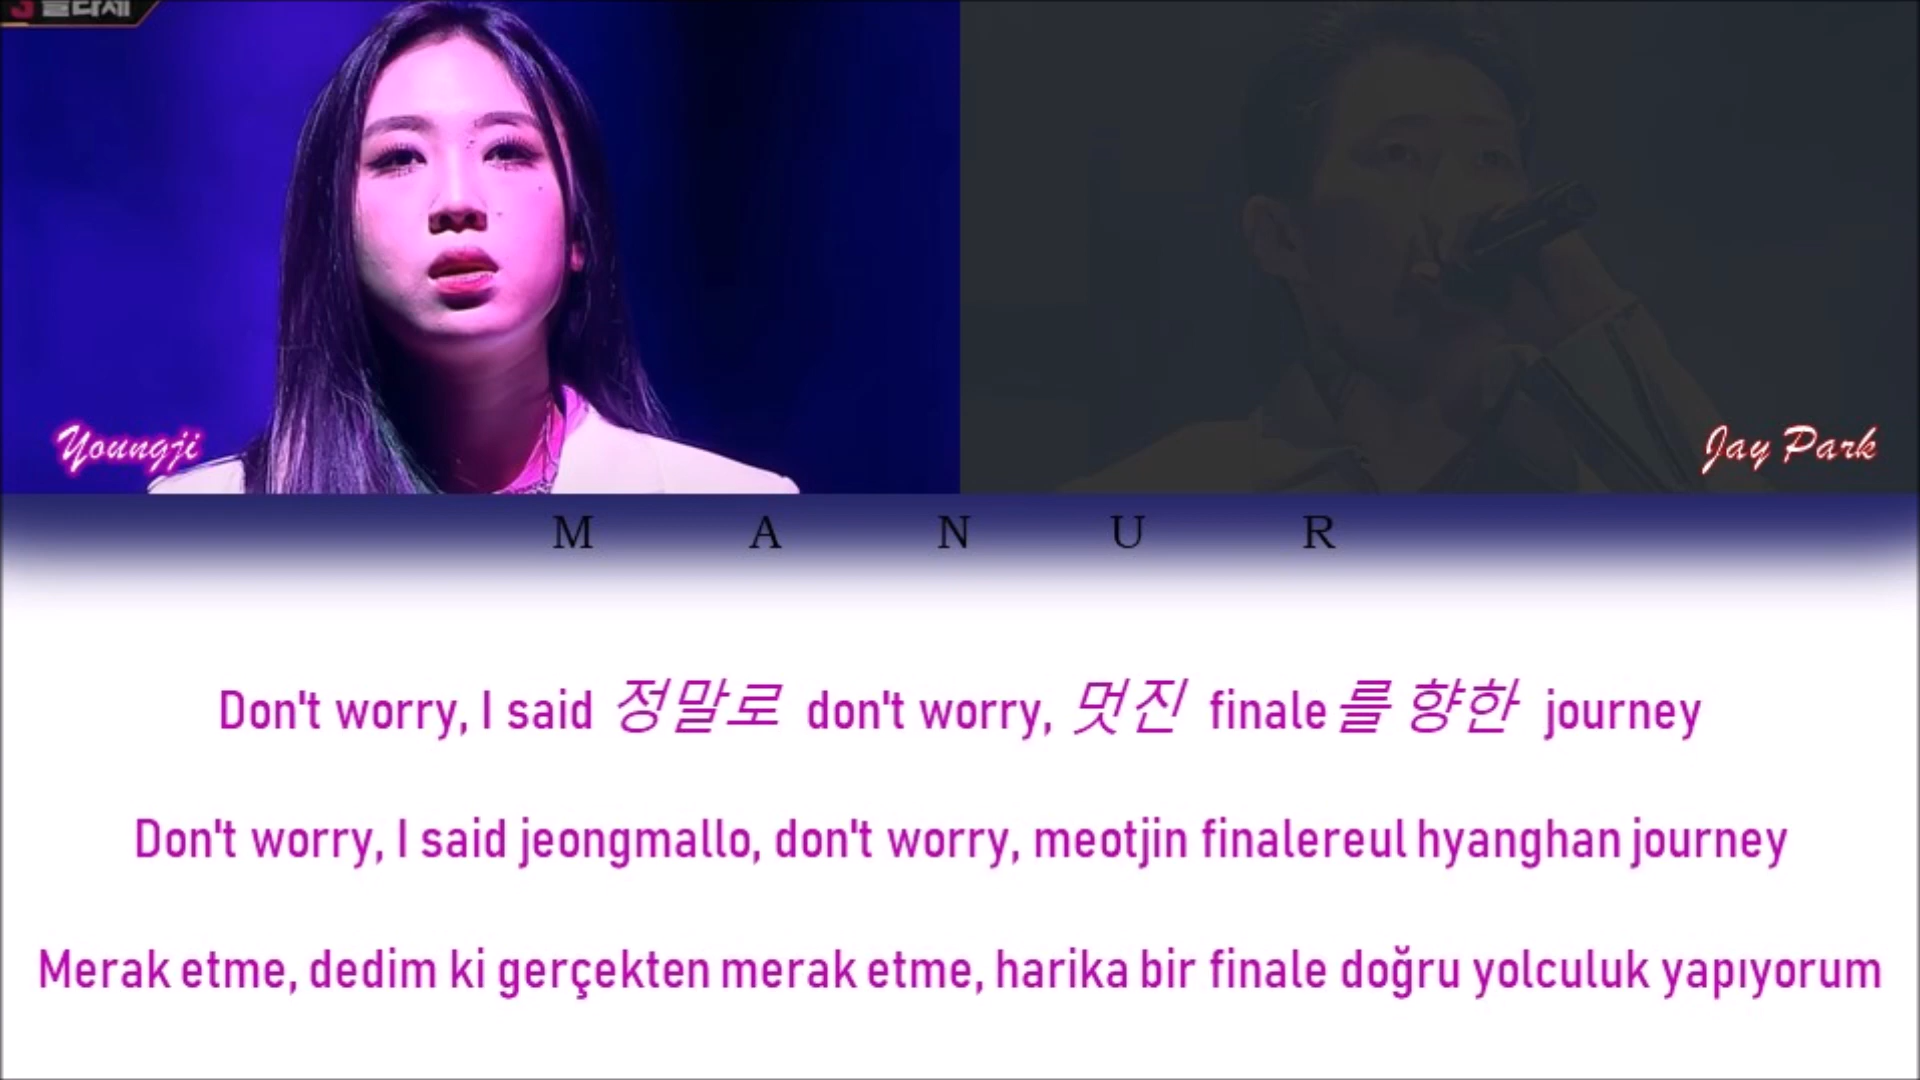 Youngji
Jay Park
M A N U R
Don't worry, I said 정말로 don't worry, 멋진 finale를 향한 journey
Don't worry, I said jeongmallo, don't worry, meotjin finalereul hyanghan journey
Merak etme, dedim ki gerçekten merak etme, harika bir finale doğru yolculuk yapıyorum